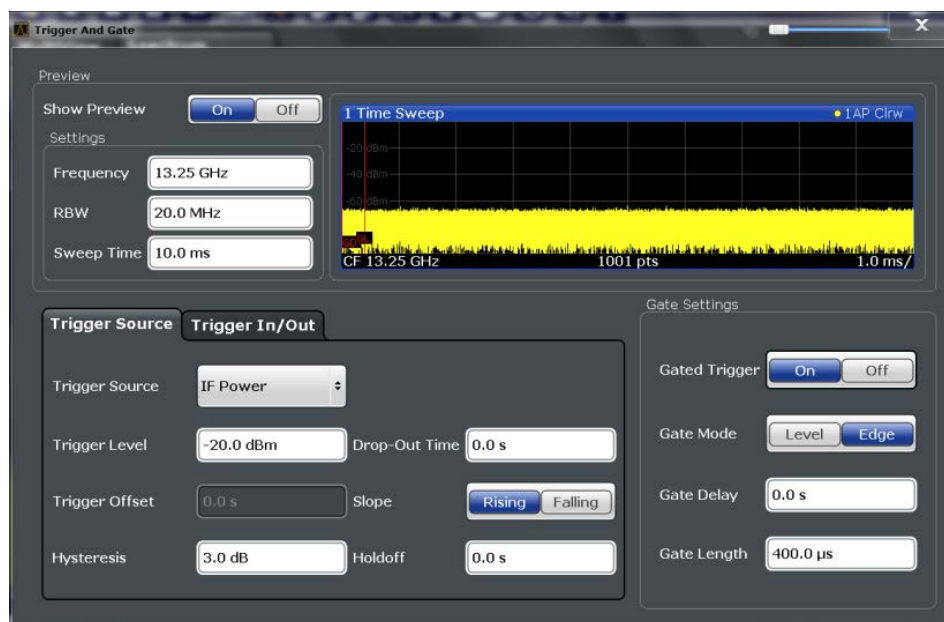 Trigger And Gate
X
Preview
Show Preview On Off
Settings
Frequency 13.25 GHz
RBW 20.0 MHz
Sweep Time 10.0 ms
1 Time Sweep 1AP Clrw
-20 dBm
-40 dBm
-60 dBm
CF 13.25 GHz 1001 pts 1.0 ms/
Trigger Source Trigger In/Out
Trigger Source IF Power
Trigger Level -20.0 dBm Drop-Out Time 0.0 s
Trigger Offset 0.0 s Slope Rising Falling
Hysteresis 3.0 dB Holdoff 0.0 s
Gate Settings
Gated Trigger On Off
Gate Mode Level Edge
Gate Delay 0.0 s
Gate Length 400.0 µs